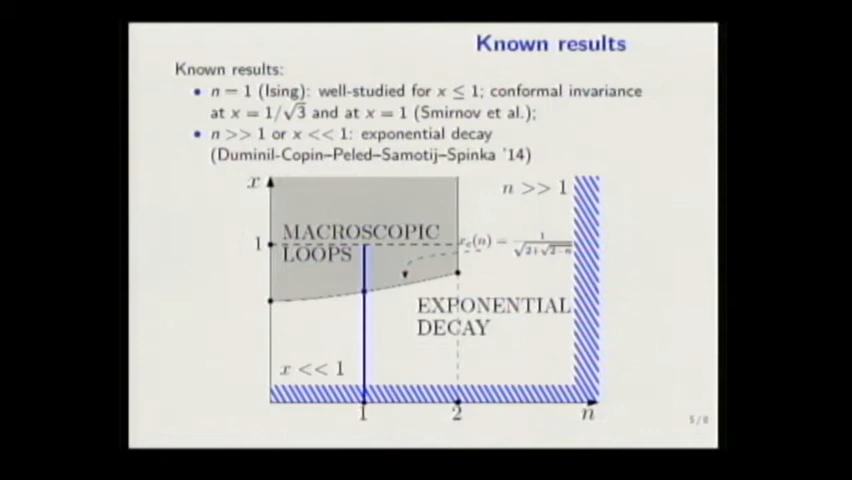 Known results
Known results:
• n = 1 (Ising): well-studied for x ≤ 1; conformal invariance
at x = 1/√3 and at x = 1 (Smirnov et al.);
• n >> 1 or x << 1: exponential decay
(Duminil-Copin–Peled–Samotij–Spinka '14)
x
n >> 1
MACROSCOPIC
1
x_c(n) = 1/√(2+√(2-n))
LOOPS
EXPONENTIAL
DECAY
x << 1
1 2 n
5/8